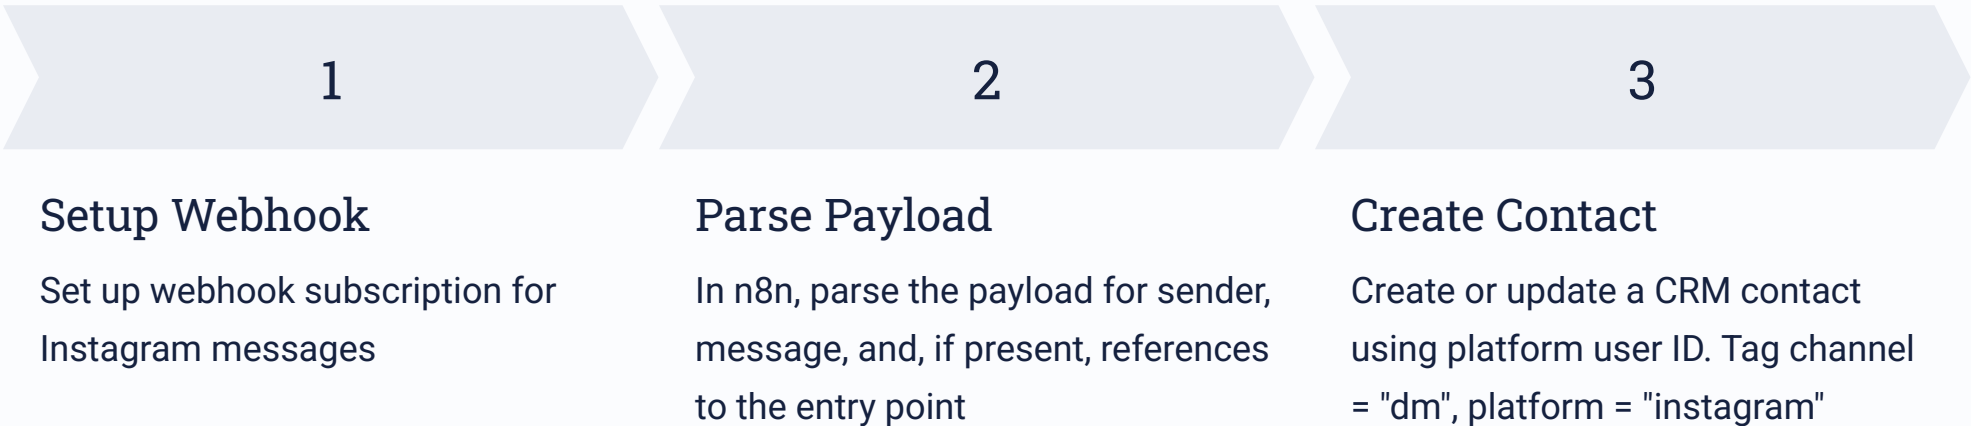 1
2
3
Setup Webhook
Set up webhook subscription for
Instagram messages
Parse Payload
In n8n, parse the payload for sender,
message, and, if present, references
to the entry point
Create Contact
Create or update a CRM contact
using platform user ID. Tag channel
= "dm", platform = "instagram"